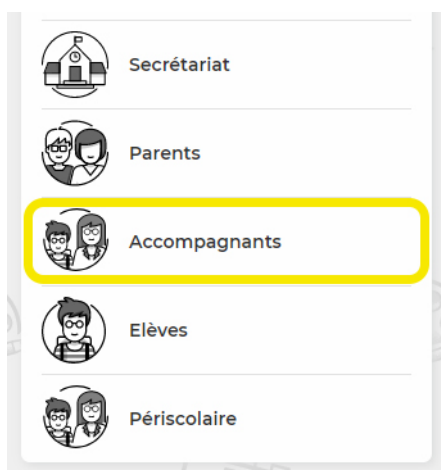 Secrétariat
Parents
Accompagnants
Elèves
Périscolaire